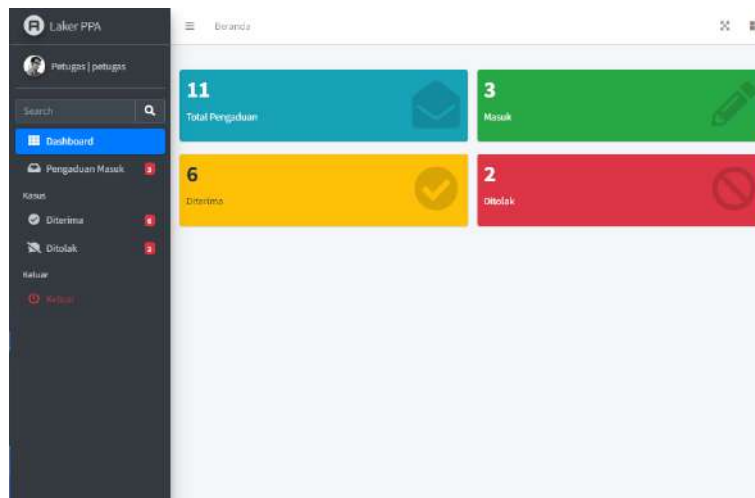 R Laker PPA
Petugas | petugas
Search
Dashboard
Pengaduan Masuk 3
Kasus
Diterima 6
Ditolak 2
Keluar
Keluar
Beranda
11
Total Pengaduan
3
Masuk
6
Diterima
2
Ditolak